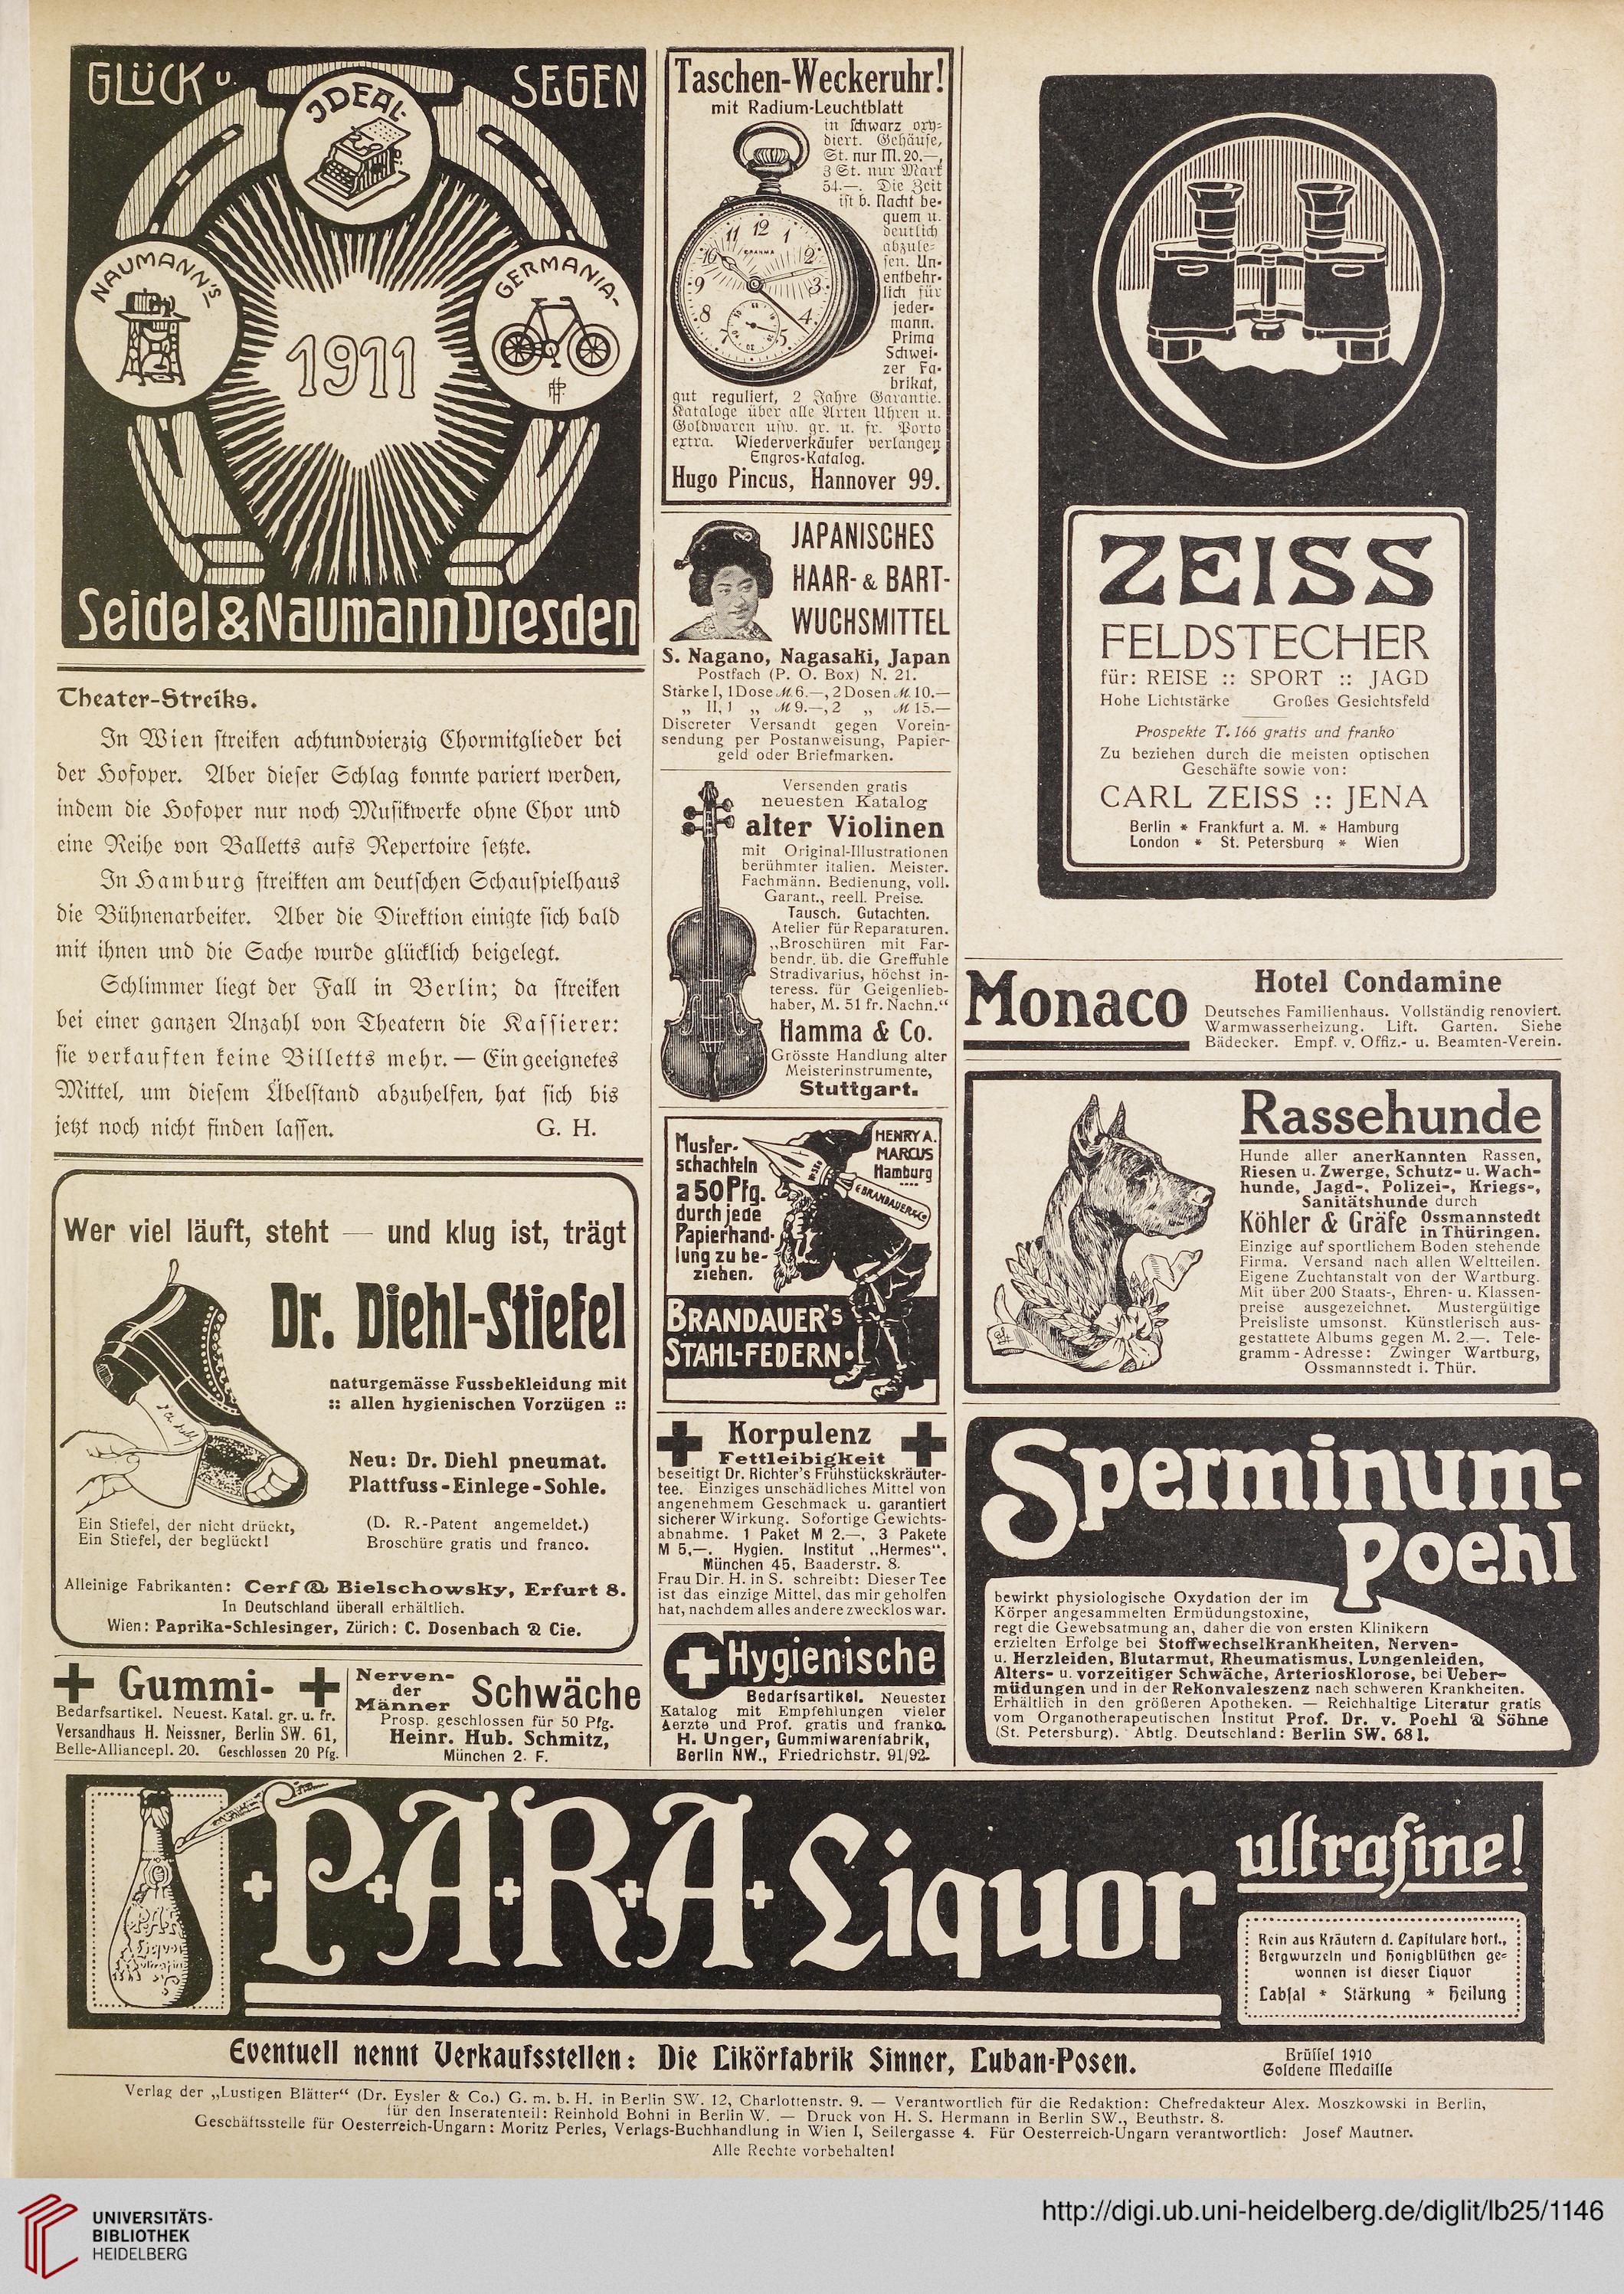 GLÜCK u. SEGEN
IDEAL-
NAUMANN'S
GERMANIA-
1911
Seidel & Naumann Dresden
Theater-Streiks.
In Wien streiken achtundvierzig Chormitglieder bei
der Hofoper. Aber dieser Schlag konnte pariert werden,
indem die Hofoper nur noch Musikwerke ohne Chor und
eine Reihe von Balletts aufs Repertoire setzte.
In Hamburg streikten am deutschen Schauspielhaus
die Bühnenarbeiter. Aber die Direktion einigte sich bald
mit ihnen und die Sache wurde glücklich beigelegt.
Schlimmer liegt der Fall in Berlin; da streiken
bei einer ganzen Anzahl von Theatern die Kassierer:
sie verkauften keine Billetts mehr. — Ein geeignetes
Mittel, um diesem Übelstand abzuhelfen, hat sich bis
jetzt noch nicht finden lassen. G. H.
Wer viel läuft, steht — und klug ist, trägt
Dr. Diehl-Stiefel
naturgemässe Fussbekleidung mit
:: allen hygienischen Vorzügen ::
Neu: Dr. Diehl pneumat.
Plattfuss-Einlege-Sohle.
Ein Stiefel, der nicht drückt,
Ein Stiefel, der beglückt!
(D. R.-Patent angemeldet.)
Broschüre gratis und franco.
Alleinige Fabrikanten: Cerf & Bielschowsky, Erfurt 8.
In Deutschland überall erhältlich.
Wien: Paprika-Schlesinger, Zürich: C. Dosenbach & Cie.
Gummi-
Bedarfsartikel. Neuest. Katal. gr. u. fr.
Versandhaus H. Neissner, Berlin SW. 61,
Belle-Alliancepl. 20. Geschlossen 20 Pfg.
Nerven-
der
Männer
Schwäche
Prosp. geschlossen für 50 Pfg.
Heinr. Hub. Schmitz,
München 2. F.
Taschen-Weckeruhr!
mit Radium-Leuchtblatt
in schwarz oxy-
diert. Gehäuse,
St. nur M. 20.—,
3 St. nur Mark
54.—. Die Zeit
ist b. Nacht be-
quem u.
deutlich
abzule-
sen. Un-
entbehr-
lich für
jeder-
mann.
Prima
Schwei-
zer Fa-
brikat,
gut reguliert, 2 Jahre Garantie.
Kataloge über alle Arten Uhren u.
Goldwaren usw. gr. u. fr. Porto
extra. Wiederverkäufer verlangen
Engros-Katalog.
Hugo Pincus, Hannover 99.
BRAHMA
JAPANISCHES
HAAR- & BART-
WUCHSMITTEL
S. Nagano, Nagasaki, Japan
Postfach (P. O. Box) N. 21.
Stärke I, 1 Dose M. 6.—, 2 Dosen M. 10.—
„ II, 1 „ M 9.—, 2 „ M 15.—
Discreter Versandt gegen Vorein-
sendung per Postanweisung, Papier-
geld oder Briefmarken.
Versenden gratis
neuesten Katalog
alter Violinen
mit Original-Illustrationen
berühmter italien. Meister.
Fachmänn. Bedienung, voll.
Garant., reell. Preise.
Tausch. Gutachten.
Atelier für Reparaturen.
„Broschüren mit Far-
bendr. üb. die Greffuhle
Stradivarius, höchst in-
teress. für Geigenlieb-
haber, M. 51 fr. Nachn.“
Hamma & Co.
Grösste Handlung alter
Meisterinstrumente,
Stuttgart.
Muster-
schachteln
a 50 Pfg.
durch jede
Papierhand-
lung zu be-
ziehen.
HENRY A.
MARCUS
Hamburg
C BRANDAUER & Co
BRANDAUER'S
STAHL-FEDERN.
Korpulenz
Fettleibigkeit
beseitigt Dr. Richter's Frühstückskräuter-
tee. Einziges unschädliches Mittel von
angenehmem Geschmack u. garantiert
sicherer Wirkung. Sofortige Gewichts-
abnahme. 1 Paket M 2.—, 3 Pakete
M 5,—. Hygien. Institut „Hermes“,
München 45, Baaderstr. 8.
Frau Dir. H. in S. schreibt: Dieser Tee
ist das einzige Mittel, das mir geholfen
hat, nachdem alles andere zwecklos war.
Hygienische
Bedarfsartikel. Neuester
Katalog mit Empfehlungen vieler
Aerzte und Prof. gratis und franko.
H. Unger, Gummiwarenfabrik,
Berlin NW., Friedrichstr. 91/92.
ZEISS
FELDSTECHER
für: REISE :: SPORT :: JAGD
Hohe Lichtstärke Großes Gesichtsfeld
Prospekte T. 166 gratis und franko
Zu beziehen durch die meisten optischen
Geschäfte sowie von:
CARL ZEISS :: JENA
Berlin * Frankfurt a. M. * Hamburg
London * St. Petersburg * Wien
Monaco
Hotel Condamine
Deutsches Familienhaus. Vollständig renoviert.
Warmwasserheizung. Lift. Garten. Siehe
Bädecker. Empf. v. Offiz.- u. Beamten-Verein.
Rassehunde
Hunde aller anerkannten Rassen,
Riesen u. Zwerge, Schutz- u. Wach-
hunde, Jagd-, Polizei-, Kriegs-,
Sanitätshunde durch
Köhler & Gräfe Ossmannstedt
in Thüringen.
Einzige auf sportlichem Boden stehende
Firma. Versand nach allen Weltteilen.
Eigene Zuchtanstalt von der Wartburg.
Mit über 200 Staats-, Ehren- u. Klassen-
preise ausgezeichnet. Mustergültige
Preisliste umsonst. Künstlerisch aus-
gestattete Albums gegen M. 2.—. Tele-
gramm-Adresse: Zwinger Wartburg,
Ossmannstedt i. Thür.
Sperminum-
Poehl
bewirkt physiologische Oxydation der im
Körper angesammelten Ermüdungstoxine,
regt die Gewebsatmung an, daher die von ersten Klinikern
erzielten Erfolge bei Stoffwechselkrankheiten, Nerven-
u. Herzleiden, Blutarmut, Rheumatismus, Lungenleiden,
Alters- u. vorzeitiger Schwäche, Arteriosklorose, bei Ueber-
müdungen und in der Rekonvaleszenz nach schweren Krankheiten.
Erhältlich in den größeren Apotheken. — Reichhaltige Literatur gratis
vom Organotherapeutischen Institut Prof. Dr. v. Poehl & Söhne
(St. Petersburg). Abtlg. Deutschland: Berlin SW. 68 l.
PAR
Liquor
P·A·R·A· Liquor
ultrafine!
Rein aus Kräutern d. Capitulare hort.,
Bergwurzeln und Honigblüthen ge-
wonnen ist dieser Liquor
Labsal * Stärkung * Heilung
Eventuell nennt Verkaufsstellen: Die Likörfabrik Sinner, Luban-Posen.
Brüssel 1910
Goldene Medaille
Verlag der „Lustigen Blätter“ (Dr. Eysler & Co.) G. m. b. H. in Berlin SW. 12, Charlottenstr. 9. — Verantwortlich für die Redaktion: Chefredakteur Alex. Moszkowski in Berlin,
für den Inseratenteil: Reinhold Bohni in Berlin W. — Druck von H. S. Hermann in Berlin SW., Beuthstr. 8.
Geschäftsstelle für Oesterreich-Ungarn: Moritz Perles, Verlags-Buchhandlung in Wien I, Seilergasse 4. Für Oesterreich-Ungarn verantwortlich: Josef Mautner.
Alle Rechte vorbehalten!
UNIVERSITÄTS-
BIBLIOTHEK
HEIDELBERG
http://digi.ub.uni-heidelberg.de/diglit/lb25/1146